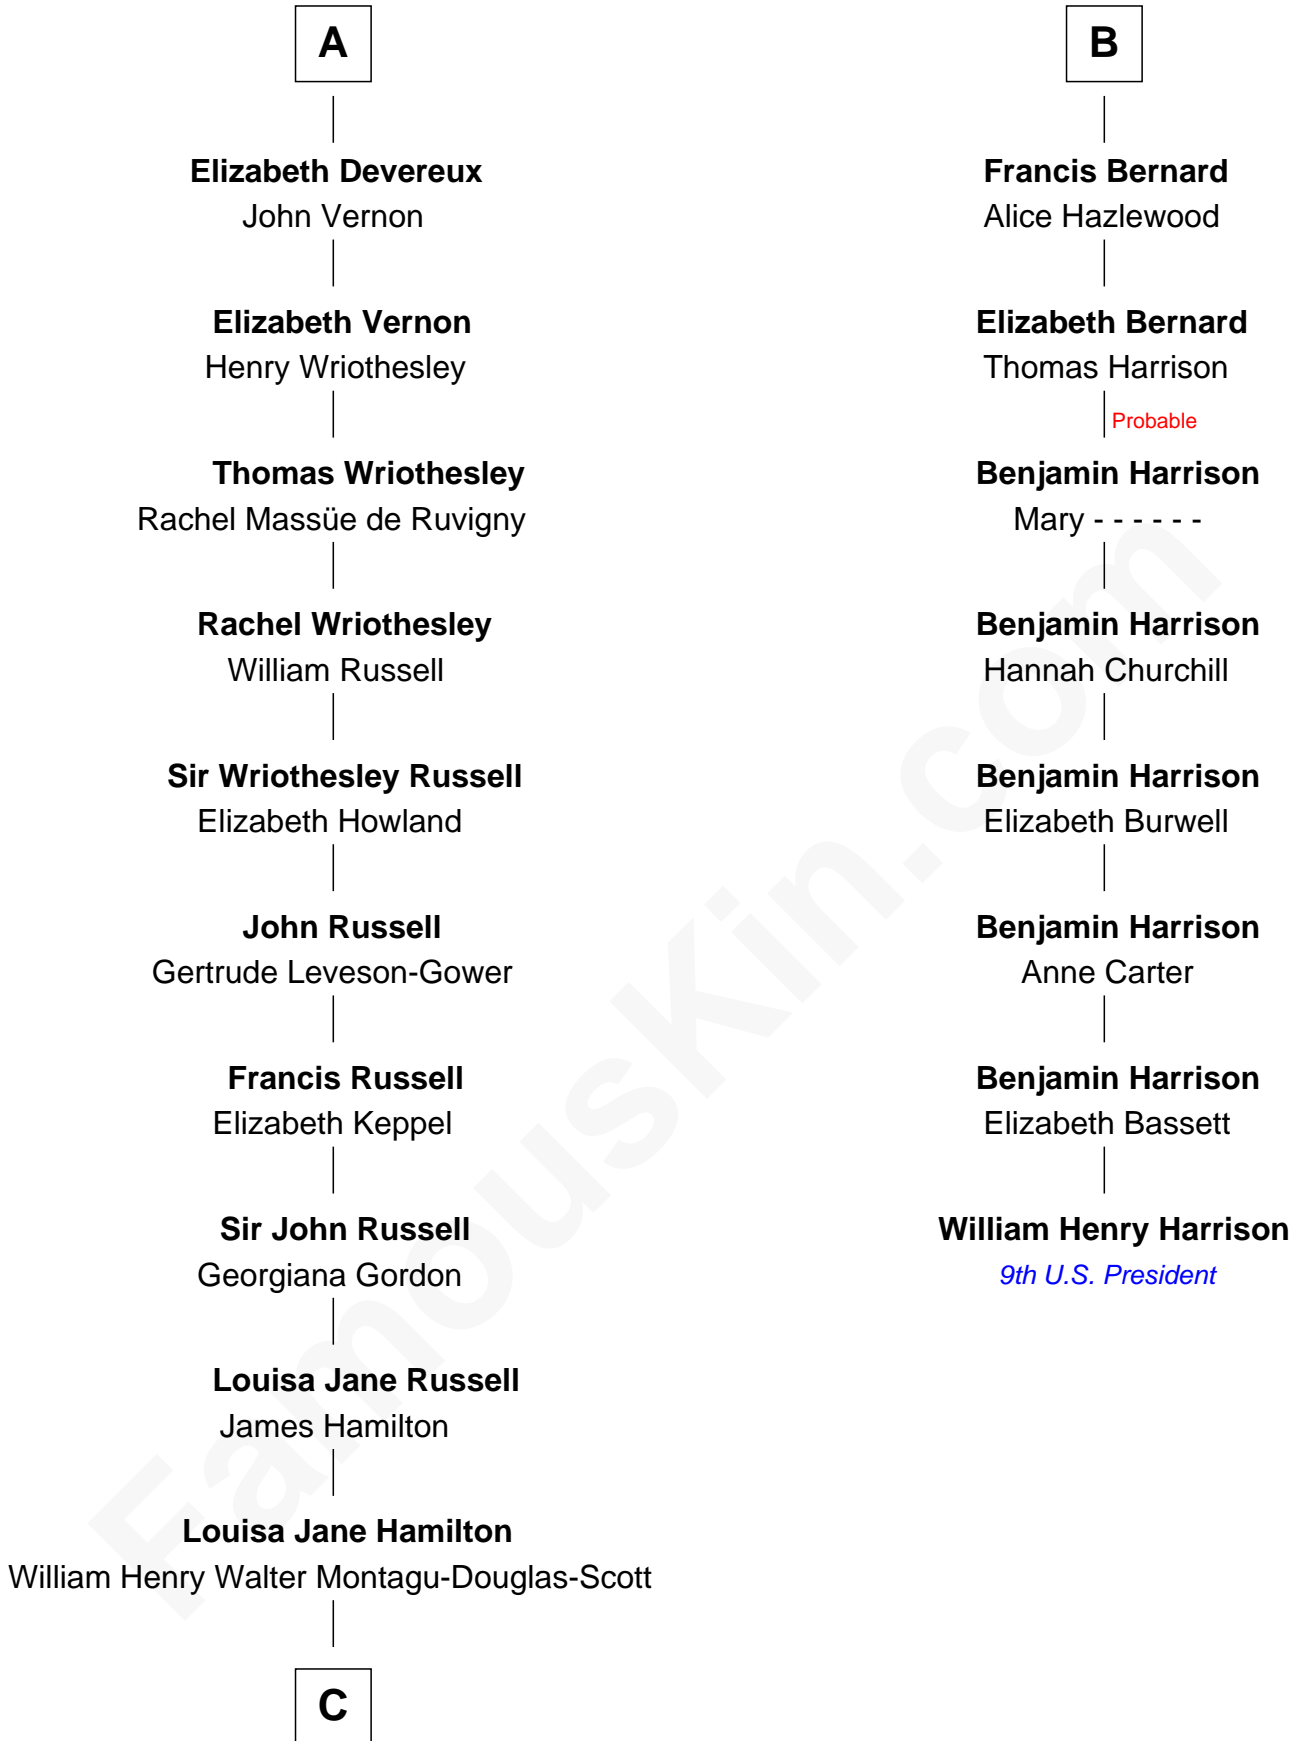 A
Elizabeth Devereux
John Vernon
Elizabeth Vernon
Henry Wriothesley
Thomas Wriothesley
Rachel Massüe de Ruvigny
Rachel Wriothesley
William Russell
Sir Wriothesley Russell
Elizabeth Howland
John Russell
Gertrude Leveson-Gower
Francis Russell
Elizabeth Keppel
Sir John Russell
Georgiana Gordon
Louisa Jane Russell
James Hamilton
Louisa Jane Hamilton
William Henry Walter Montagu-Douglas-Scott
C
B
Francis Bernard
Alice Hazlewood
Elizabeth Bernard
Thomas Harrison
Probable
Benjamin Harrison
Mary - - - - - -
Benjamin Harrison
Hannah Churchill
Benjamin Harrison
Elizabeth Burwell
Benjamin Harrison
Anne Carter
Benjamin Harrison
Elizabeth Bassett
William Henry Harrison
9th U.S. President
FamousKin.com